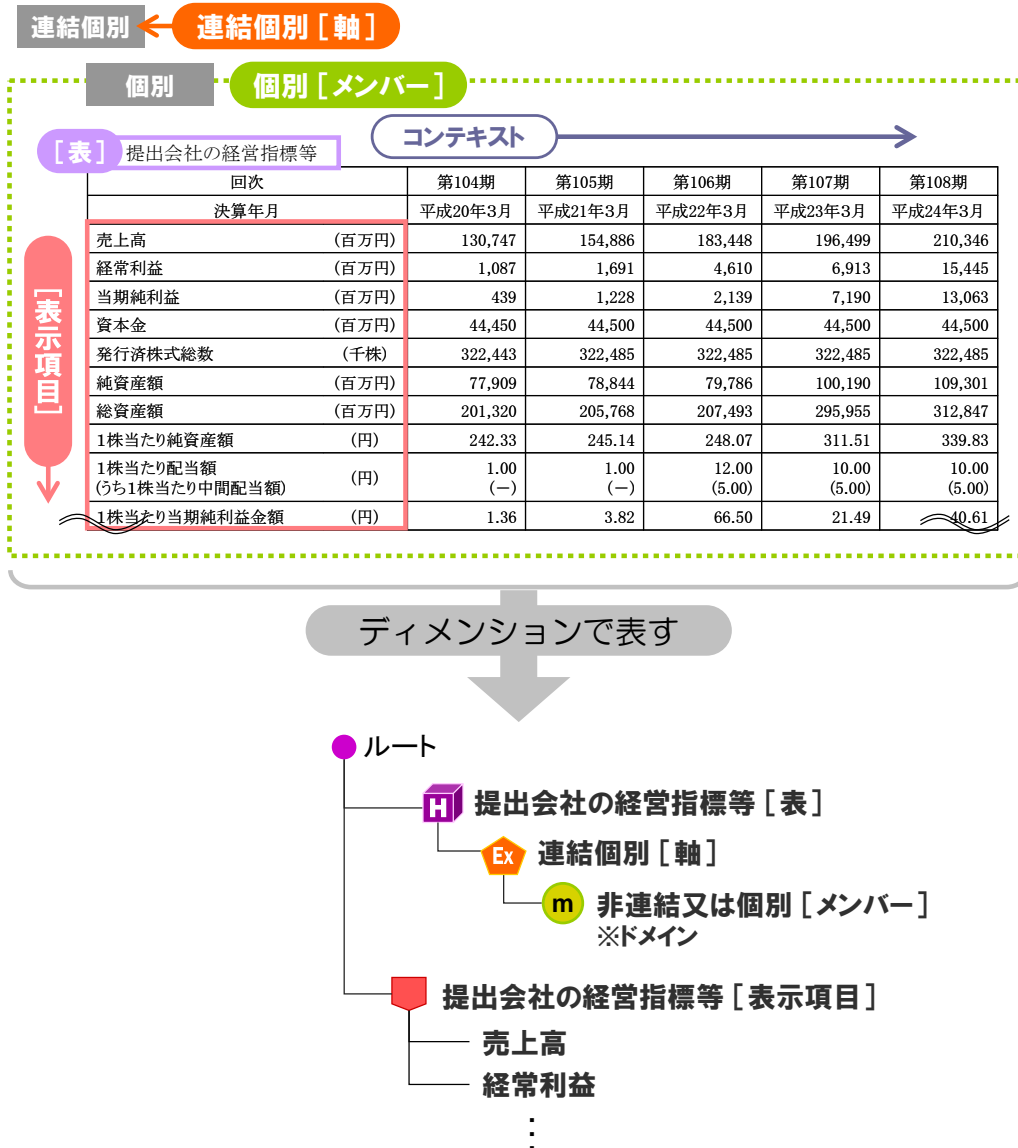 連結個別 連結個別［軸］
個別 個別［メンバー］
［表］ 提出会社の経営指標等 コンテキスト
回次 第104期 第105期 第106期 第107期 第108期
決算年月 平成20年3月 平成21年3月 平成22年3月 平成23年3月 平成24年3月
［表示項目］
売上高 (百万円) 130,747 154,886 183,448 196,499 210,346
経常利益 (百万円) 1,087 1,691 4,610 6,913 15,445
当期純利益 (百万円) 439 1,228 2,139 7,190 13,063
資本金 (百万円) 44,450 44,500 44,500 44,500 44,500
発行済株式総数 (千株) 322,443 322,485 322,485 322,485 322,485
純資産額 (百万円) 77,909 78,844 79,786 100,190 109,301
総資産額 (百万円) 201,320 205,768 207,493 295,955 312,847
1株当たり純資産額 (円) 242.33 245.14 248.07 311.51 339.83
1株当たり配当額 (円) 1.00 1.00 12.00 10.00 10.00
(うち1株当たり中間配当額) (－) (－) (5.00) (5.00) (5.00)
1株当たり当期純利益金額 (円) 1.36 3.82 66.50 21.49 40.61
ディメンションで表す
ルート
H 提出会社の経営指標等［表］
Ex 連結個別［軸］
m 非連結又は個別［メンバー］
※ドメイン
提出会社の経営指標等［表示項目］
売上高
経常利益
⋮